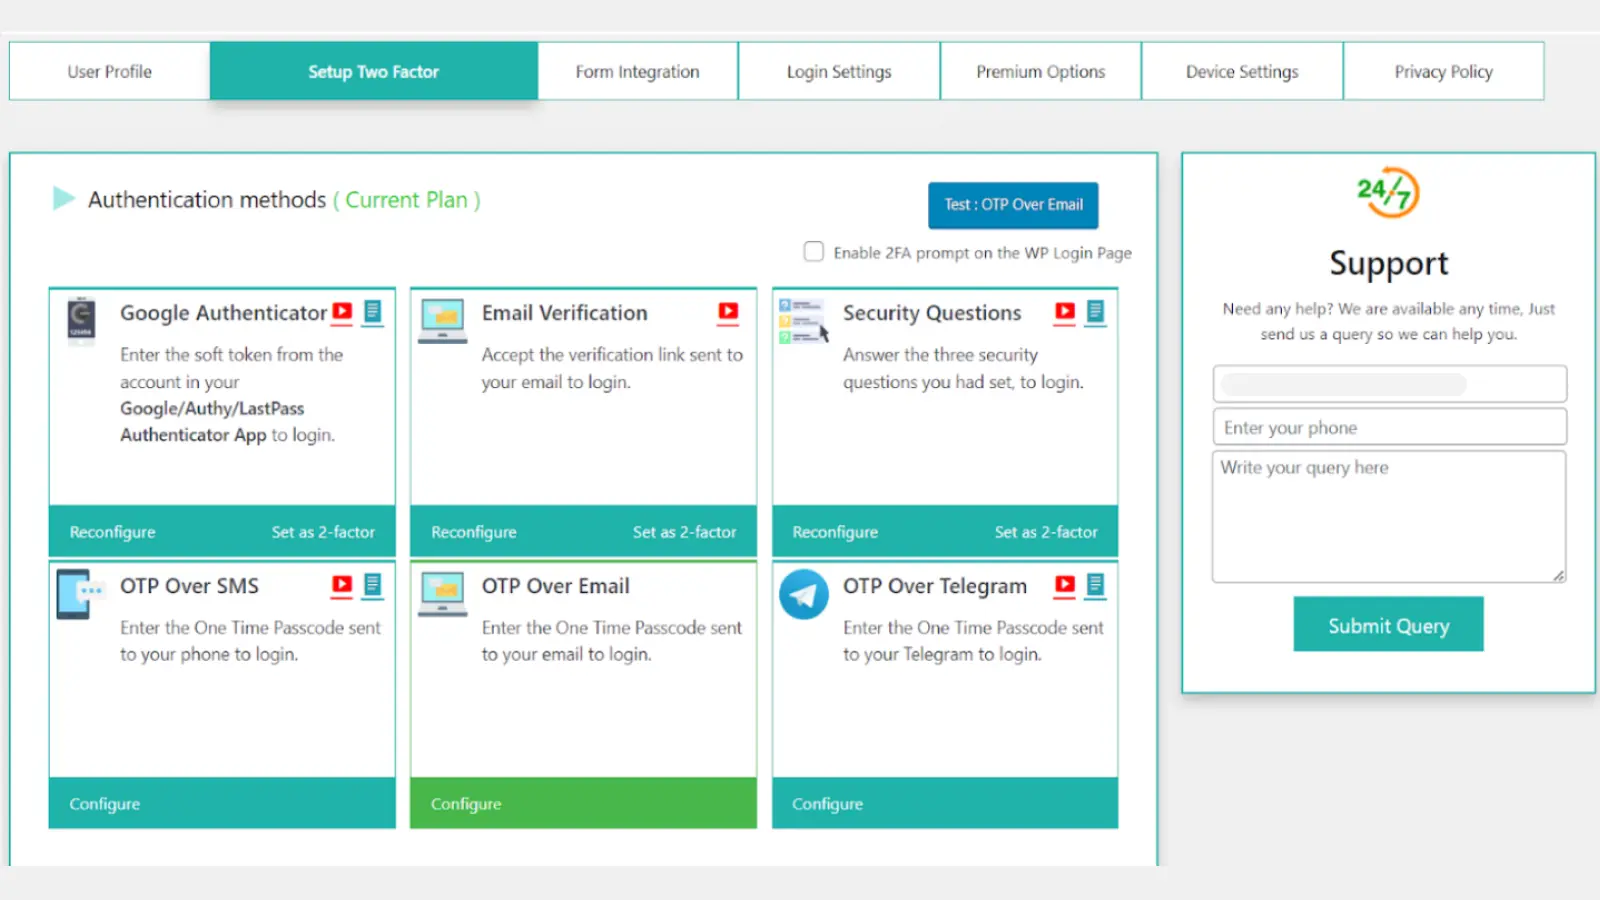 User Profile
Setup Two Factor
Form Integration
Login Settings
Premium Options
Device Settings
Privacy Policy
Authentication methods ( Current Plan )
Test : OTP Over Email
Enable 2FA prompt on the WP Login Page
Google Authenticator
Enter the soft token from the
account in your
Google/Authy/LastPass
Authenticator App to login.
Reconfigure
Set as 2-factor
Email Verification
Accept the verification link sent to
your email to login.
Reconfigure
Set as 2-factor
Security Questions
Answer the three security
questions you had set, to login.
Reconfigure
Set as 2-factor
OTP Over SMS
Enter the One Time Passcode sent
to your phone to login.
Configure
OTP Over Email
Enter the One Time Passcode sent
to your email to login.
Configure
OTP Over Telegram
Enter the One Time Passcode sent
to your Telegram to login.
Configure
24/7
Support
Need any help? We are available any time, Just
send us a query so we can help you.
Enter your phone
Write your query here
Submit Query